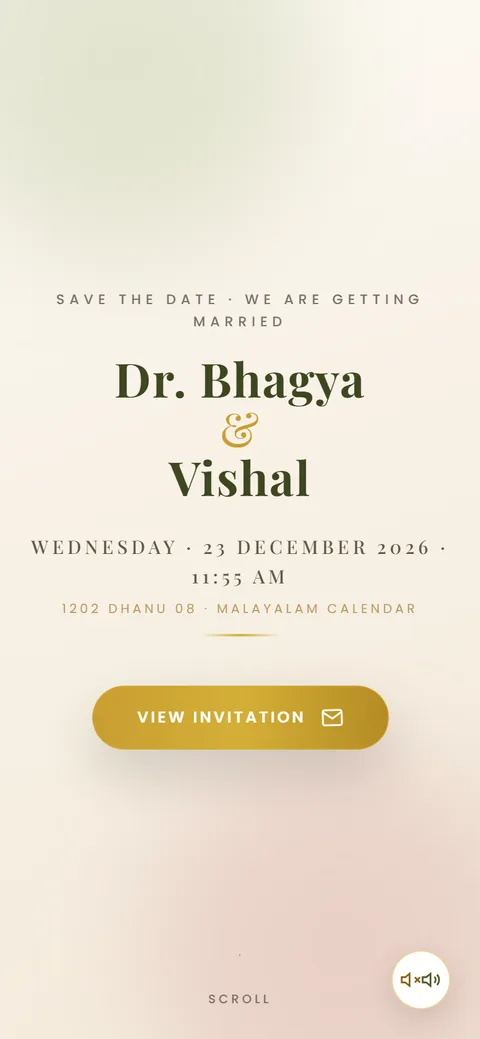 SAVE THE DATE · WE ARE GETTING
MARRIED
Dr. Bhagya
&
Vishal
WEDNESDAY · 23 DECEMBER 2026 ·
11:55 AM
1202 DHANU 08 · MALAYALAM CALENDAR
VIEW INVITATION
SCROLL